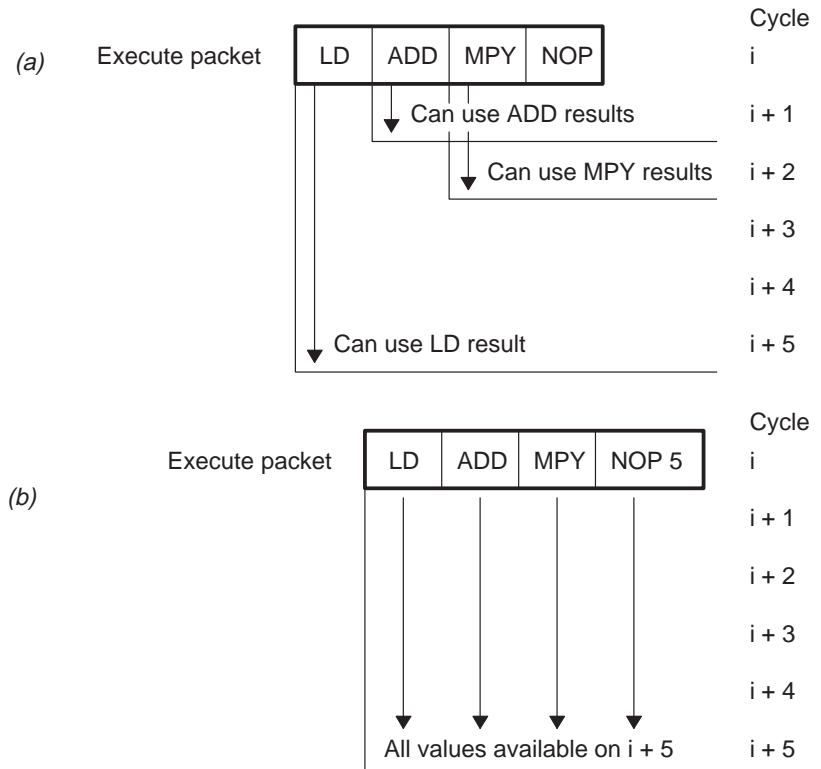 Cycle
(a) Execute packet LD ADD MPY NOP i
Can use ADD results i + 1
Can use MPY results i + 2
i + 3
i + 4
Can use LD result i + 5
Cycle
Execute packet LD ADD MPY NOP 5 i
(b)
i + 1
i + 2
i + 3
i + 4
All values available on i + 5 i + 5